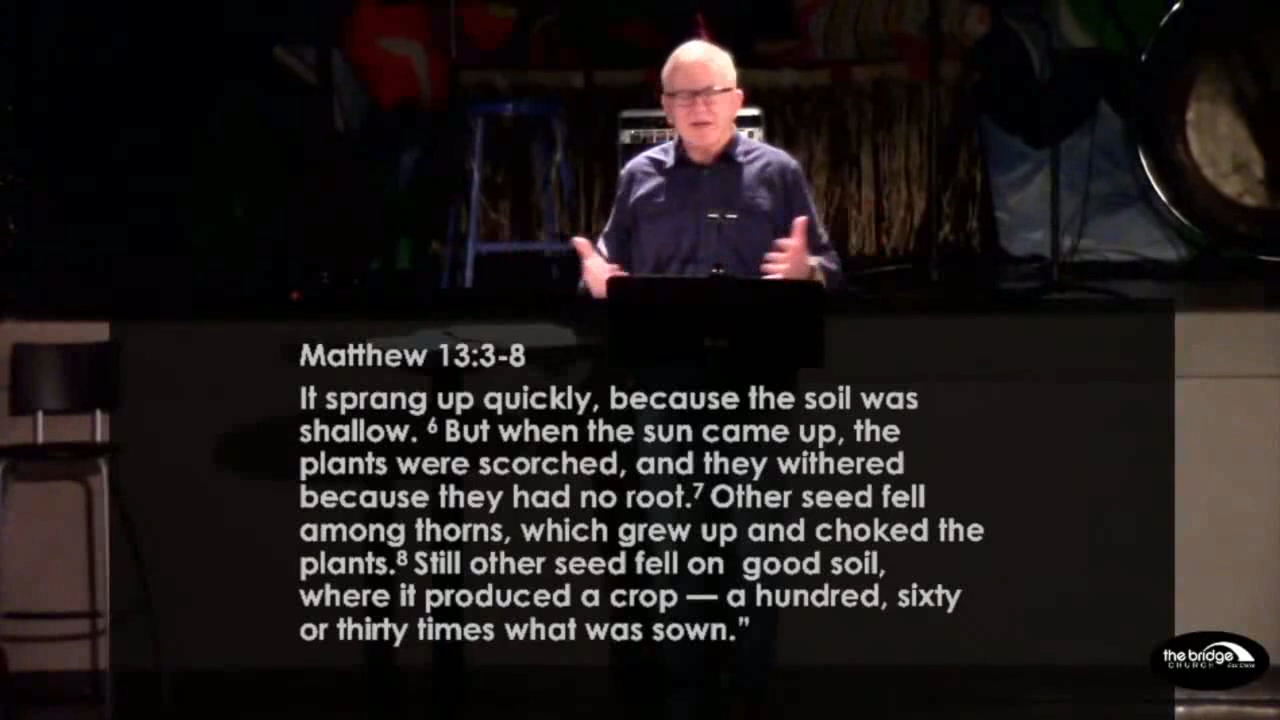 Matthew 13:3-8
It sprang up quickly, because the soil was
shallow. ⁶ But when the sun came up, the
plants were scorched, and they withered
because they had no root.⁷ Other seed fell
among thorns, which grew up and choked the
plants.⁸ Still other seed fell on good soil,
where it produced a crop — a hundred, sixty
or thirty times what was sown.”
the bridge
CHURCH